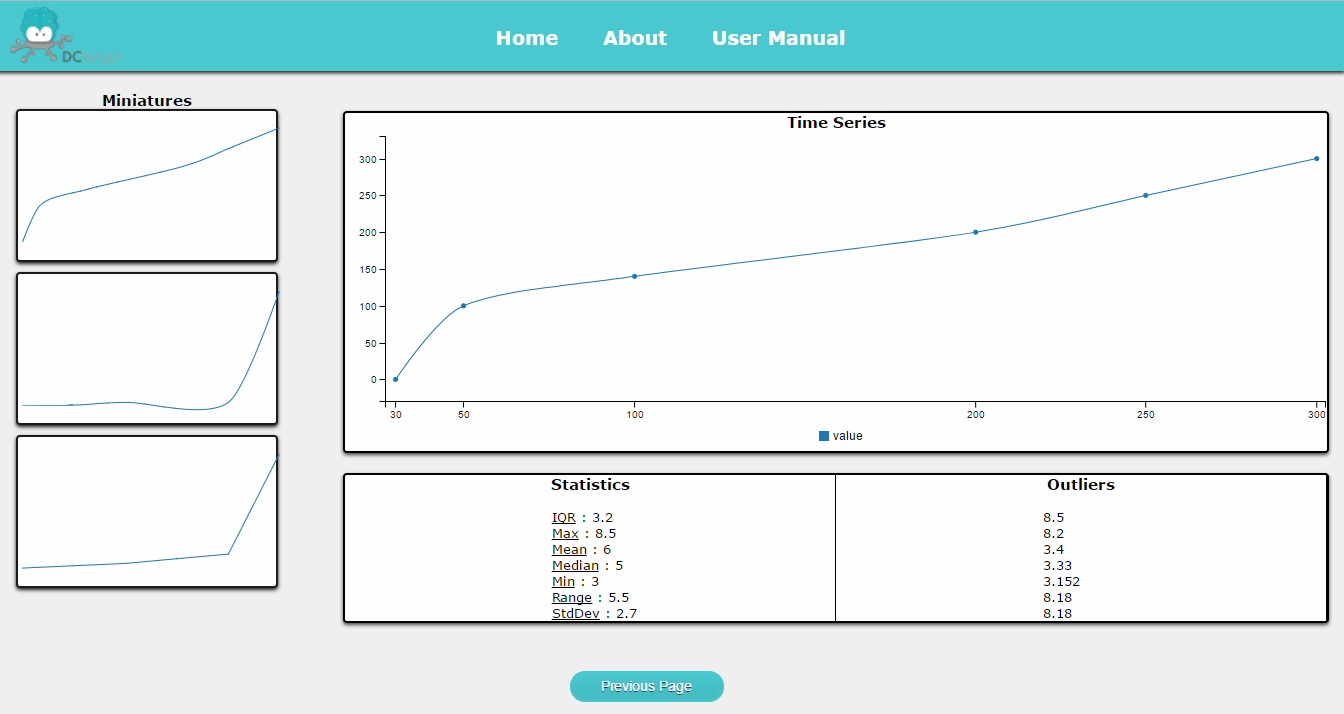 DC
Home About User Manual
Miniatures
Time Series
300
250
200
150
100
50
0
30 50 100 200 250 300
value
Statistics
IQR : 3.2
Max : 8.5
Mean : 6
Median : 5
Min : 3
Range : 5.5
StdDev : 2.7
Outliers
8.5
8.2
3.4
3.33
3.152
8.18
8.18
Previous Page